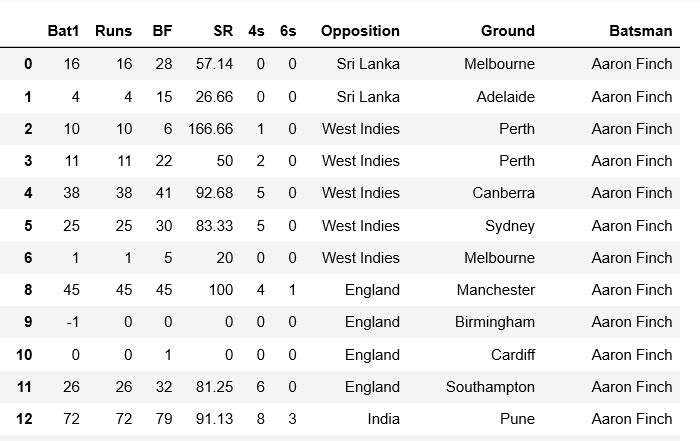 Bat1 Runs BF SR 4s 6s Opposition Ground Batsman
0 16 16 28 57.14 0 0 Sri Lanka Melbourne Aaron Finch
1 4 4 15 26.66 0 0 Sri Lanka Adelaide Aaron Finch
2 10 10 6 166.66 1 0 West Indies Perth Aaron Finch
3 11 11 22 50 2 0 West Indies Perth Aaron Finch
4 38 38 41 92.68 5 0 West Indies Canberra Aaron Finch
5 25 25 30 83.33 5 0 West Indies Sydney Aaron Finch
6 1 1 5 20 0 0 West Indies Melbourne Aaron Finch
8 45 45 45 100 4 1 England Manchester Aaron Finch
9 -1 0 0 0 0 0 England Birmingham Aaron Finch
10 0 0 1 0 0 0 England Cardiff Aaron Finch
11 26 26 32 81.25 6 0 England Southampton Aaron Finch
12 72 72 79 91.13 8 3 India Pune Aaron Finch